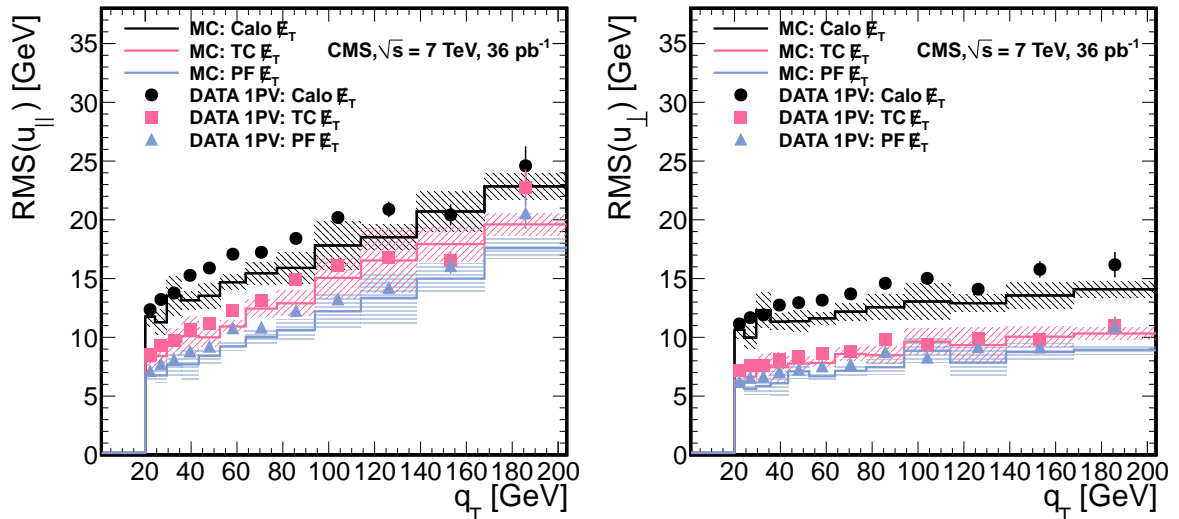 RMS(u||) [GeV]
35
30
25
20
15
10
5
0
MC: Calo E̸T
MC: TC E̸T
MC: PF E̸T
DATA 1PV: Calo E̸T
DATA 1PV: TC E̸T
DATA 1PV: PF E̸T
CMS,√s = 7 TeV, 36 pb-1
20 40 60 80 100 120 140 160 180 200
qT [GeV]
RMS(u⊥) [GeV]
35
30
25
20
15
10
5
0
MC: Calo E̸T
MC: TC E̸T
MC: PF E̸T
DATA 1PV: Calo E̸T
DATA 1PV: TC E̸T
DATA 1PV: PF E̸T
CMS,√s = 7 TeV, 36 pb-1
20 40 60 80 100 120 140 160 180 200
qT [GeV]